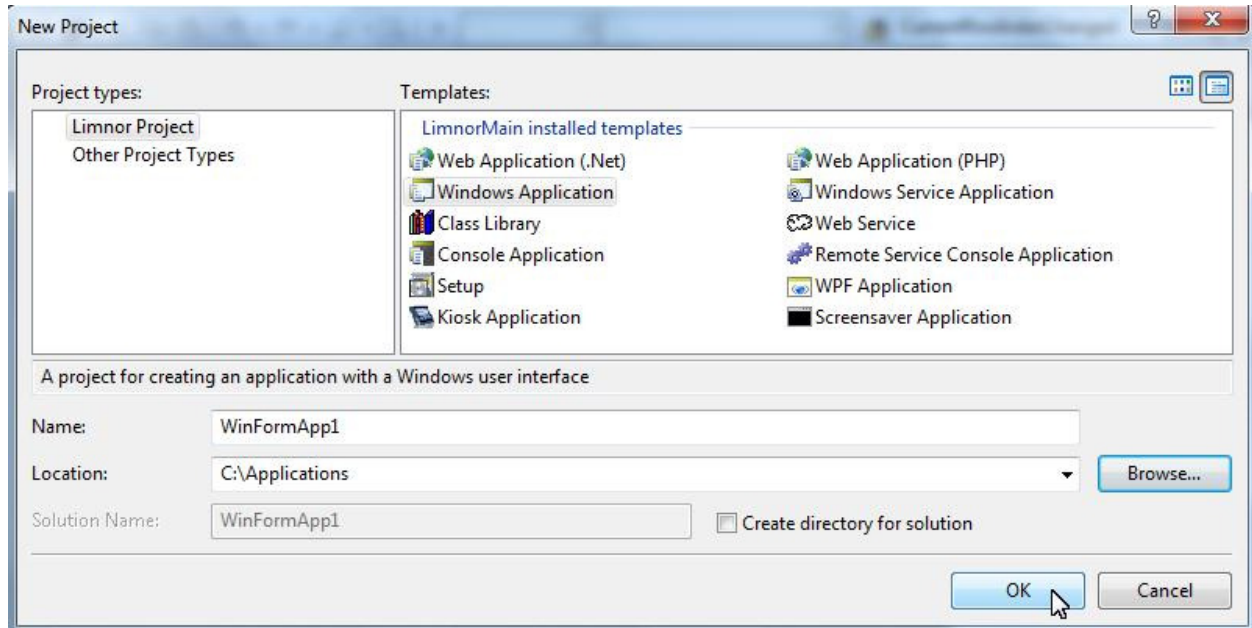 New Project
Project types:
Templates:
Limnor Project
Other Project Types
LimnorMain installed templates
Web Application (.Net)
Web Application (PHP)
Windows Application
Windows Service Application
Class Library
Web Service
Console Application
Remote Service Console Application
Setup
WPF Application
Kiosk Application
Screensaver Application
A project for creating an application with a Windows user interface
Name:
WinFormApp1
Location:
C:\Applications
Browse...
Solution Name:
WinFormApp1
Create directory for solution
OK
Cancel